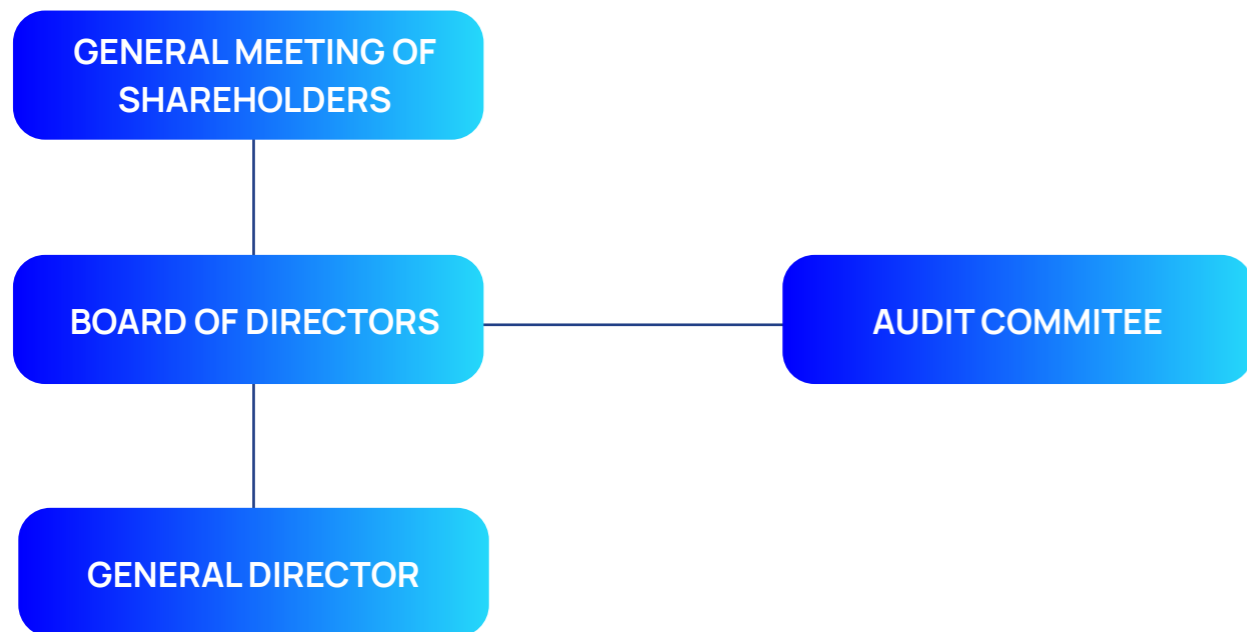 GENERAL MEETING OF
SHAREHOLDERS
BOARD OF DIRECTORS
AUDIT COMMITEE
GENERAL DIRECTOR